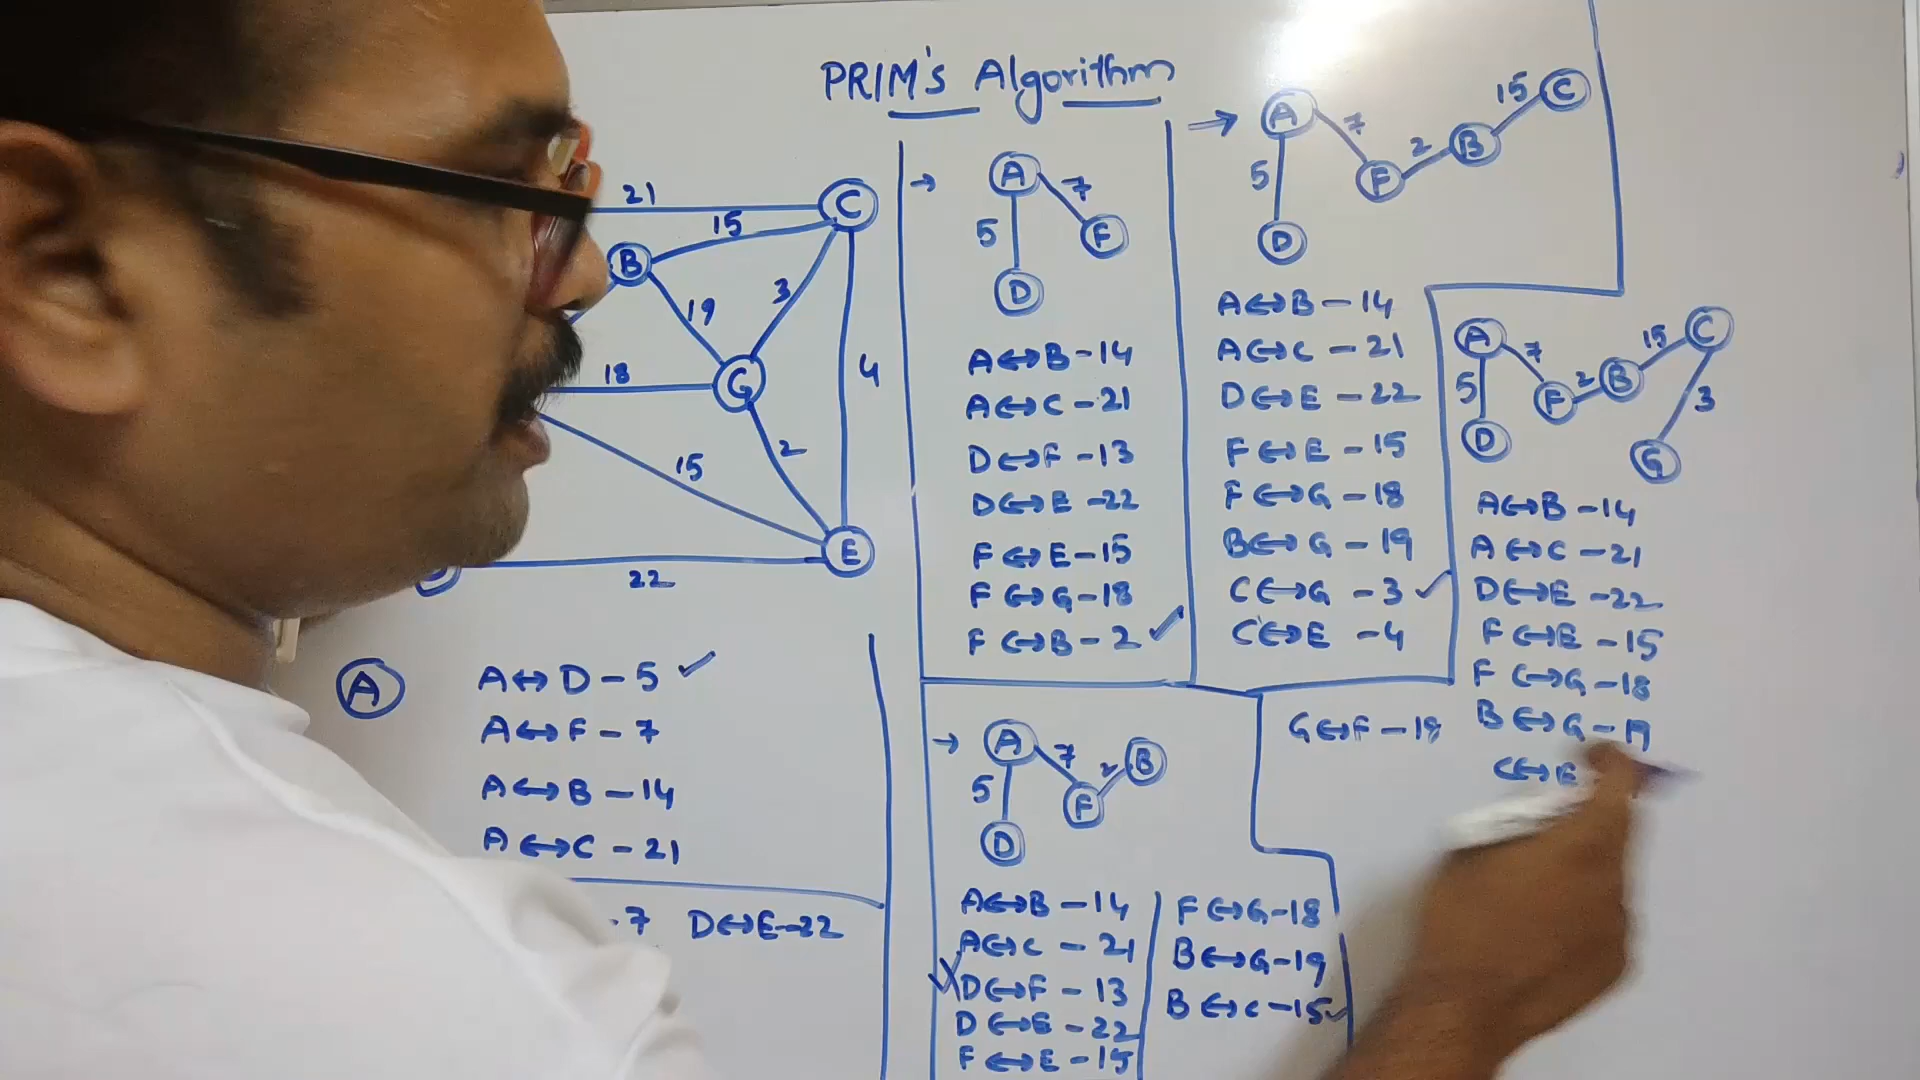 PRIM's Algorithm
21
15
B
C
19
3
18
G
4
15
2
E
22
A
A↔D-5 ✓
A↔F-7
A↔B-14
A↔C-21
-7 D↔E-22
→ A
7
5
F
D
A↔B-14
A↔C-21
D↔F-13
D↔E-22
F↔E-15
F↔G-18
F↔B-2 ✓
→ A
7
5
F
2
B
D
A↔B-14
A↔C-21
D↔F-13
D↔E-22
F↔E-15
F↔G-18
B↔G-19
B↔C-15 ✓
→ A
7
2
B
15
C
5
F
D
A↔B-14
A↔C-21
D↔E-22
F↔E-15
F↔G-18
B↔G-19
C↔G-3 ✓
C↔E-4
A
7
2
B
15
C
5
F
3
D
G
A↔B-14
A↔C-21
D↔E-22
F↔E-15
F↔G-18
B↔G-19
C↔E
G↔F-18